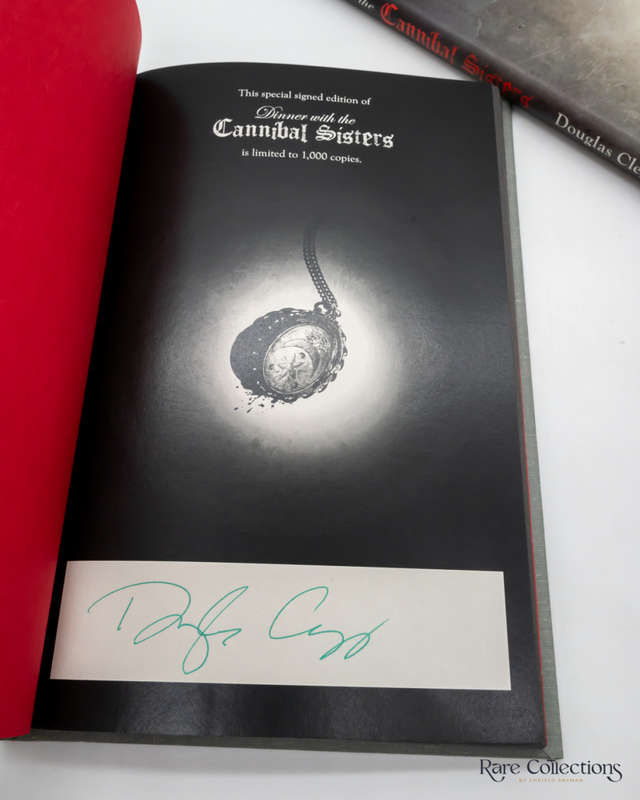 This special signed edition of
Dinner with the
Cannibal Sisters
is limited to 1,000 copies.
the
Cannibal Sisters
Douglas Cle
Rare Collections